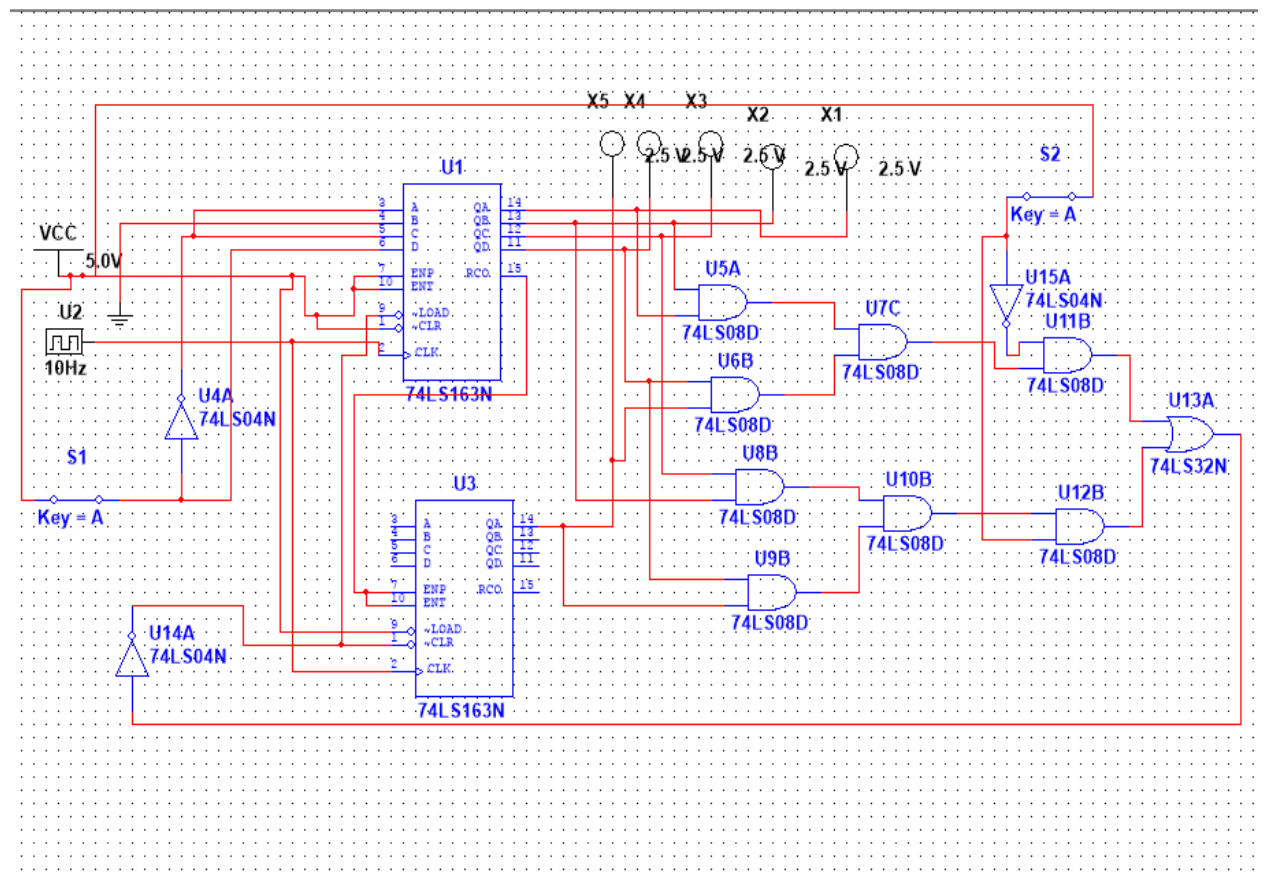 X5 X4 X3
X2 X1
2.5 V 2.5 V 2.5 V 2.5 V 2.5 V
S2
Key = A
U1
3 A QA 14
4 B QB 13
5 C QC 12
6 D QD 11
7 ENP RCO 15
10 ENT
9 ~LOAD
1 ~CLR
2 CLK
74LS163N
VCC
5.0V
U2
10Hz
U4A
74LS04N
S1
Key = A
U3
3 A QA 14
4 B QB 13
5 C QC 12
6 D QD 11
7 ENP RCO 15
10 ENT
9 ~LOAD
1 ~CLR
2 CLK
74LS163N
U14A
74LS04N
U5A
74LS08D
U6B
74LS08D
U7C
74LS08D
U8B
74LS08D
U9B
74LS08D
U10B
74LS08D
U15A
74LS04N
U11B
74LS08D
U12B
74LS08D
U13A
74LS32N